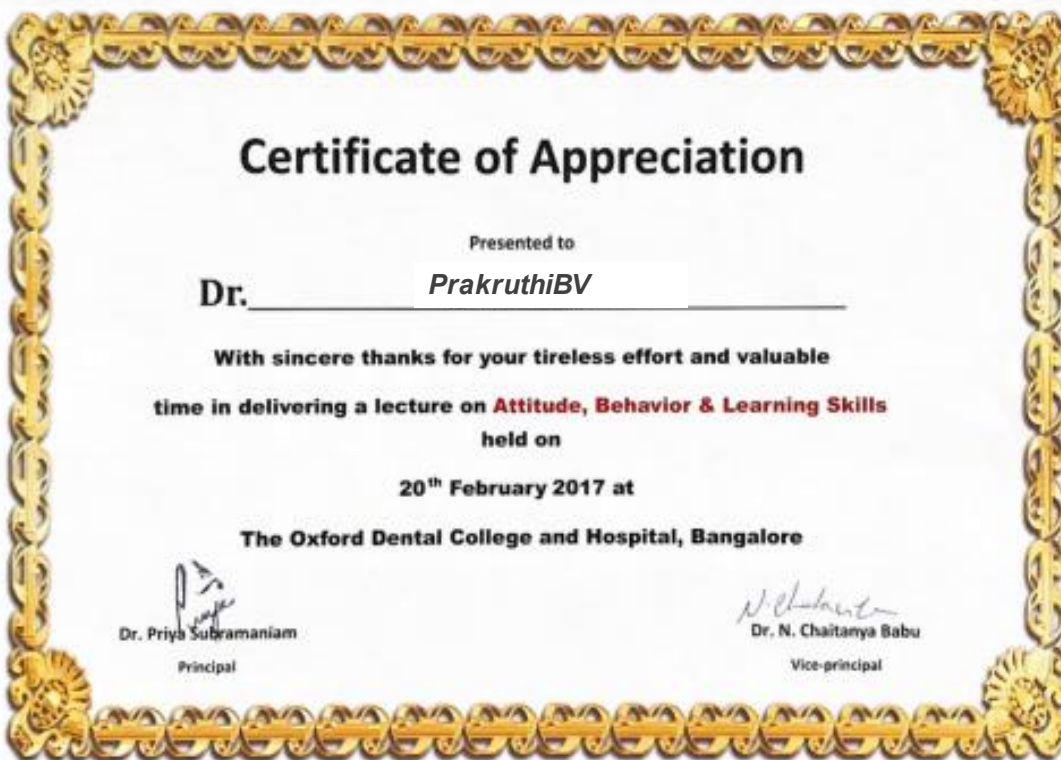 Certificate of Appreciation
Presented to
Dr. PrakruthiBV
With sincere thanks for your tireless effort and valuable
time in delivering a lecture on Attitude, Behavior & Learning Skills
held on
20th February 2017 at
The Oxford Dental College and Hospital, Bangalore
Dr. Priya Subramaniam
Dr. N. Chaitanya Babu
Principal
Vice-principal